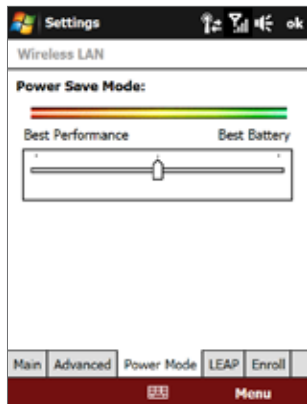 Settings ok
Wireless LAN
Power Save Mode:
Best Performance Best Battery
Main Advanced Power Mode LEAP Enroll
Menu